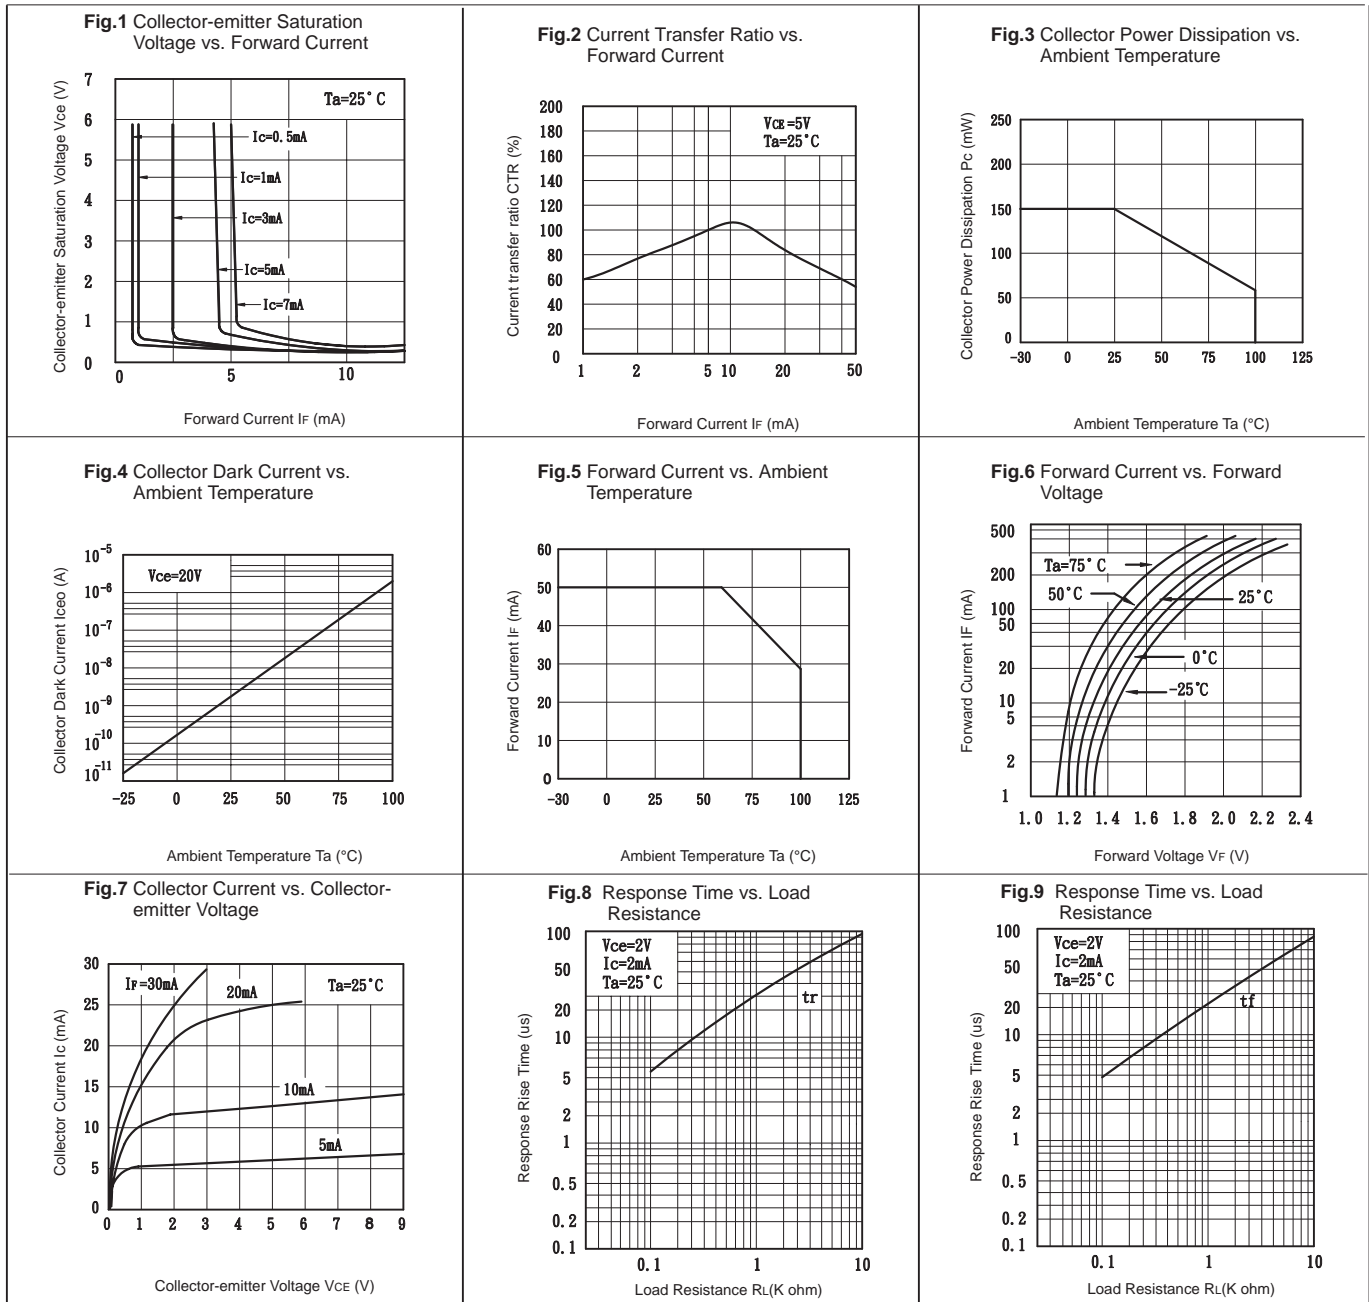 Fig.1 Collector-emitter Saturation
Voltage vs. Forward Current
Collector-emitter Saturation Voltage Vce (V)
7
6
5
4
3
2
1
0
Ta=25°C
Ic=0.5mA
Ic=1mA
Ic=3mA
Ic=5mA
Ic=7mA
0 5 10
Forward Current IF (mA)
Fig.2 Current Transfer Ratio vs.
Forward Current
Current transfer ratio CTR (%)
200
180
160
140
120
100
80
60
40
20
0
VCE=5V
Ta=25°C
1 2 5 10 20 50
Forward Current IF (mA)
Fig.3 Collector Power Dissipation vs.
Ambient Temperature
Collector Power Dissipation Pc (mW)
250
200
150
100
50
0
-30 0 25 50 75 100 125
Ambient Temperature Ta (°C)
Fig.4 Collector Dark Current vs.
Ambient Temperature
Collector Dark Current Iceo (A)
10-5
10-6
10-7
10-8
10-9
10-10
10-11
Vce=20V
-25 0 25 50 75 100
Ambient Temperature Ta (°C)
Fig.5 Forward Current vs. Ambient
Temperature
Forward Current IF (mA)
60
50
40
30
20
10
0
-30 0 25 50 75 100 125
Ambient Temperature Ta (°C)
Fig.6 Forward Current vs. Forward
Voltage
Forward Current IF (mA)
500
200
100
50
20
10
5
2
1
Ta=75°C
50°C
25°C
0°C
-25°C
1.0 1.2 1.4 1.6 1.8 2.0 2.2 2.4
Forward Voltage VF (V)
Fig.7 Collector Current vs. Collector-
emitter Voltage
Collector Current Ic (mA)
30
25
20
15
10
5
0
IF=30mA
20mA
Ta=25°C
10mA
5mA
0 1 2 3 4 5 6 7 8 9
Collector-emitter Voltage VCE (V)
Fig.8 Response Time vs. Load
Resistance
Response Rise Time (us)
100
50
20
10
5
2
1
0.5
0.2
0.1
Vce=2V
Ic=2mA
Ta=25°C
tr
0.1 1 10
Load Resistance RL(K ohm)
Fig.9 Response Time vs. Load
Resistance
Response Rise Time (us)
100
50
20
10
5
2
1
0.5
0.2
0.1
Vce=2V
Ic=2mA
Ta=25°C
tf
0.1 1 10
Load Resistance RL(K ohm)